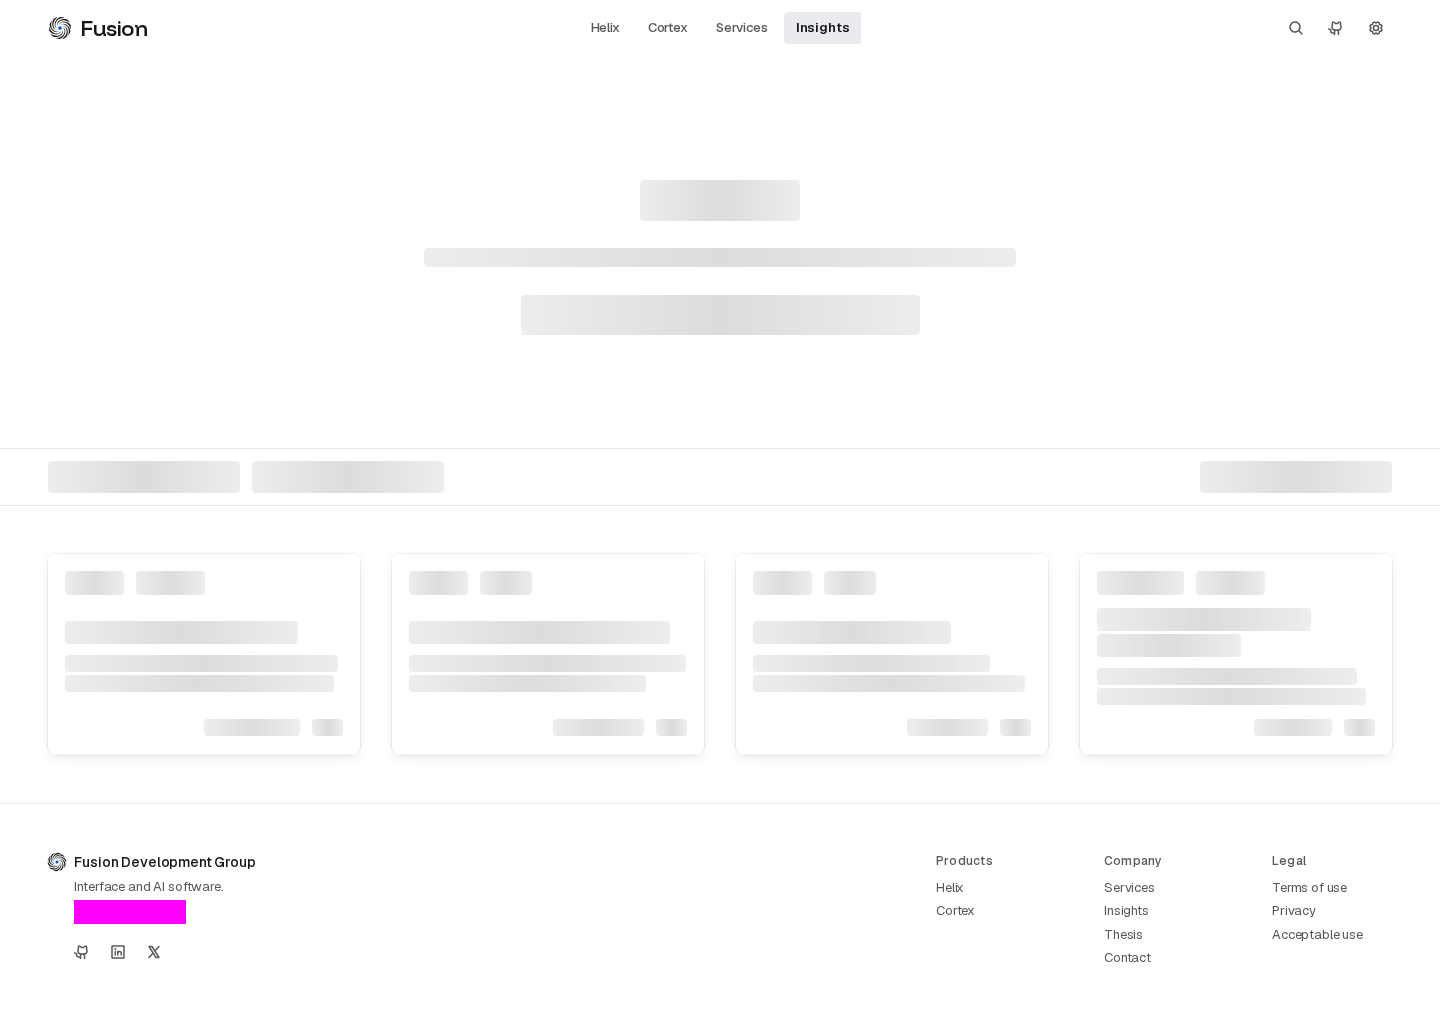 Fusion
Helix
Cortex
Services
Insights
Fusion Development Group
Interface and AI software.
Products
Helix
Cortex
Company
Services
Insights
Thesis
Contact
Legal
Terms of use
Privacy
Acceptable use